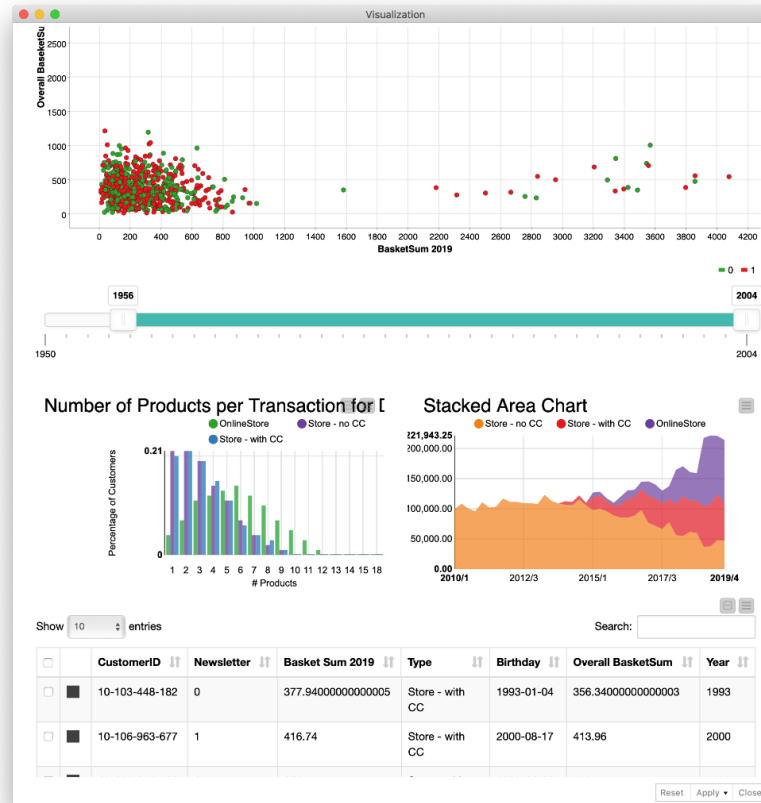 Visualization
Overall BaseketSu
2500
2000
1500
1000
500
0
0 200 400 600 800 1000 1200 1400 1600 1800 2000 2200 2400 2600 2800 3000 3200 3400 3600 3800 4000 4200
BasketSum 2019
0 1
1956 2004
1950 2004
Number of Products per Transaction for D
OnlineStore Store - no CC
Store - with CC
0.21
Percentage of Customers
0
1 2 3 4 5 6 7 8 9 10 11 12 13 14 15 18
# Products
Stacked Area Chart
Store - no CC Store - with CC OnlineStore
221,943.25
200,000.00
150,000.00
100,000.00
50,000.00
0.00
2010/1 2012/3 2015/1 2017/3 2019/4
Show 10 entries Search:
CustomerID Newsletter Basket Sum 2019 Type Birthday Overall BasketSum Year
10-103-448-182 0 377.94000000000005 Store - with CC 1993-01-04 356.34000000000003 1993
10-106-963-677 1 416.74 Store - with CC 2000-08-17 413.96 2000
Reset Apply Close